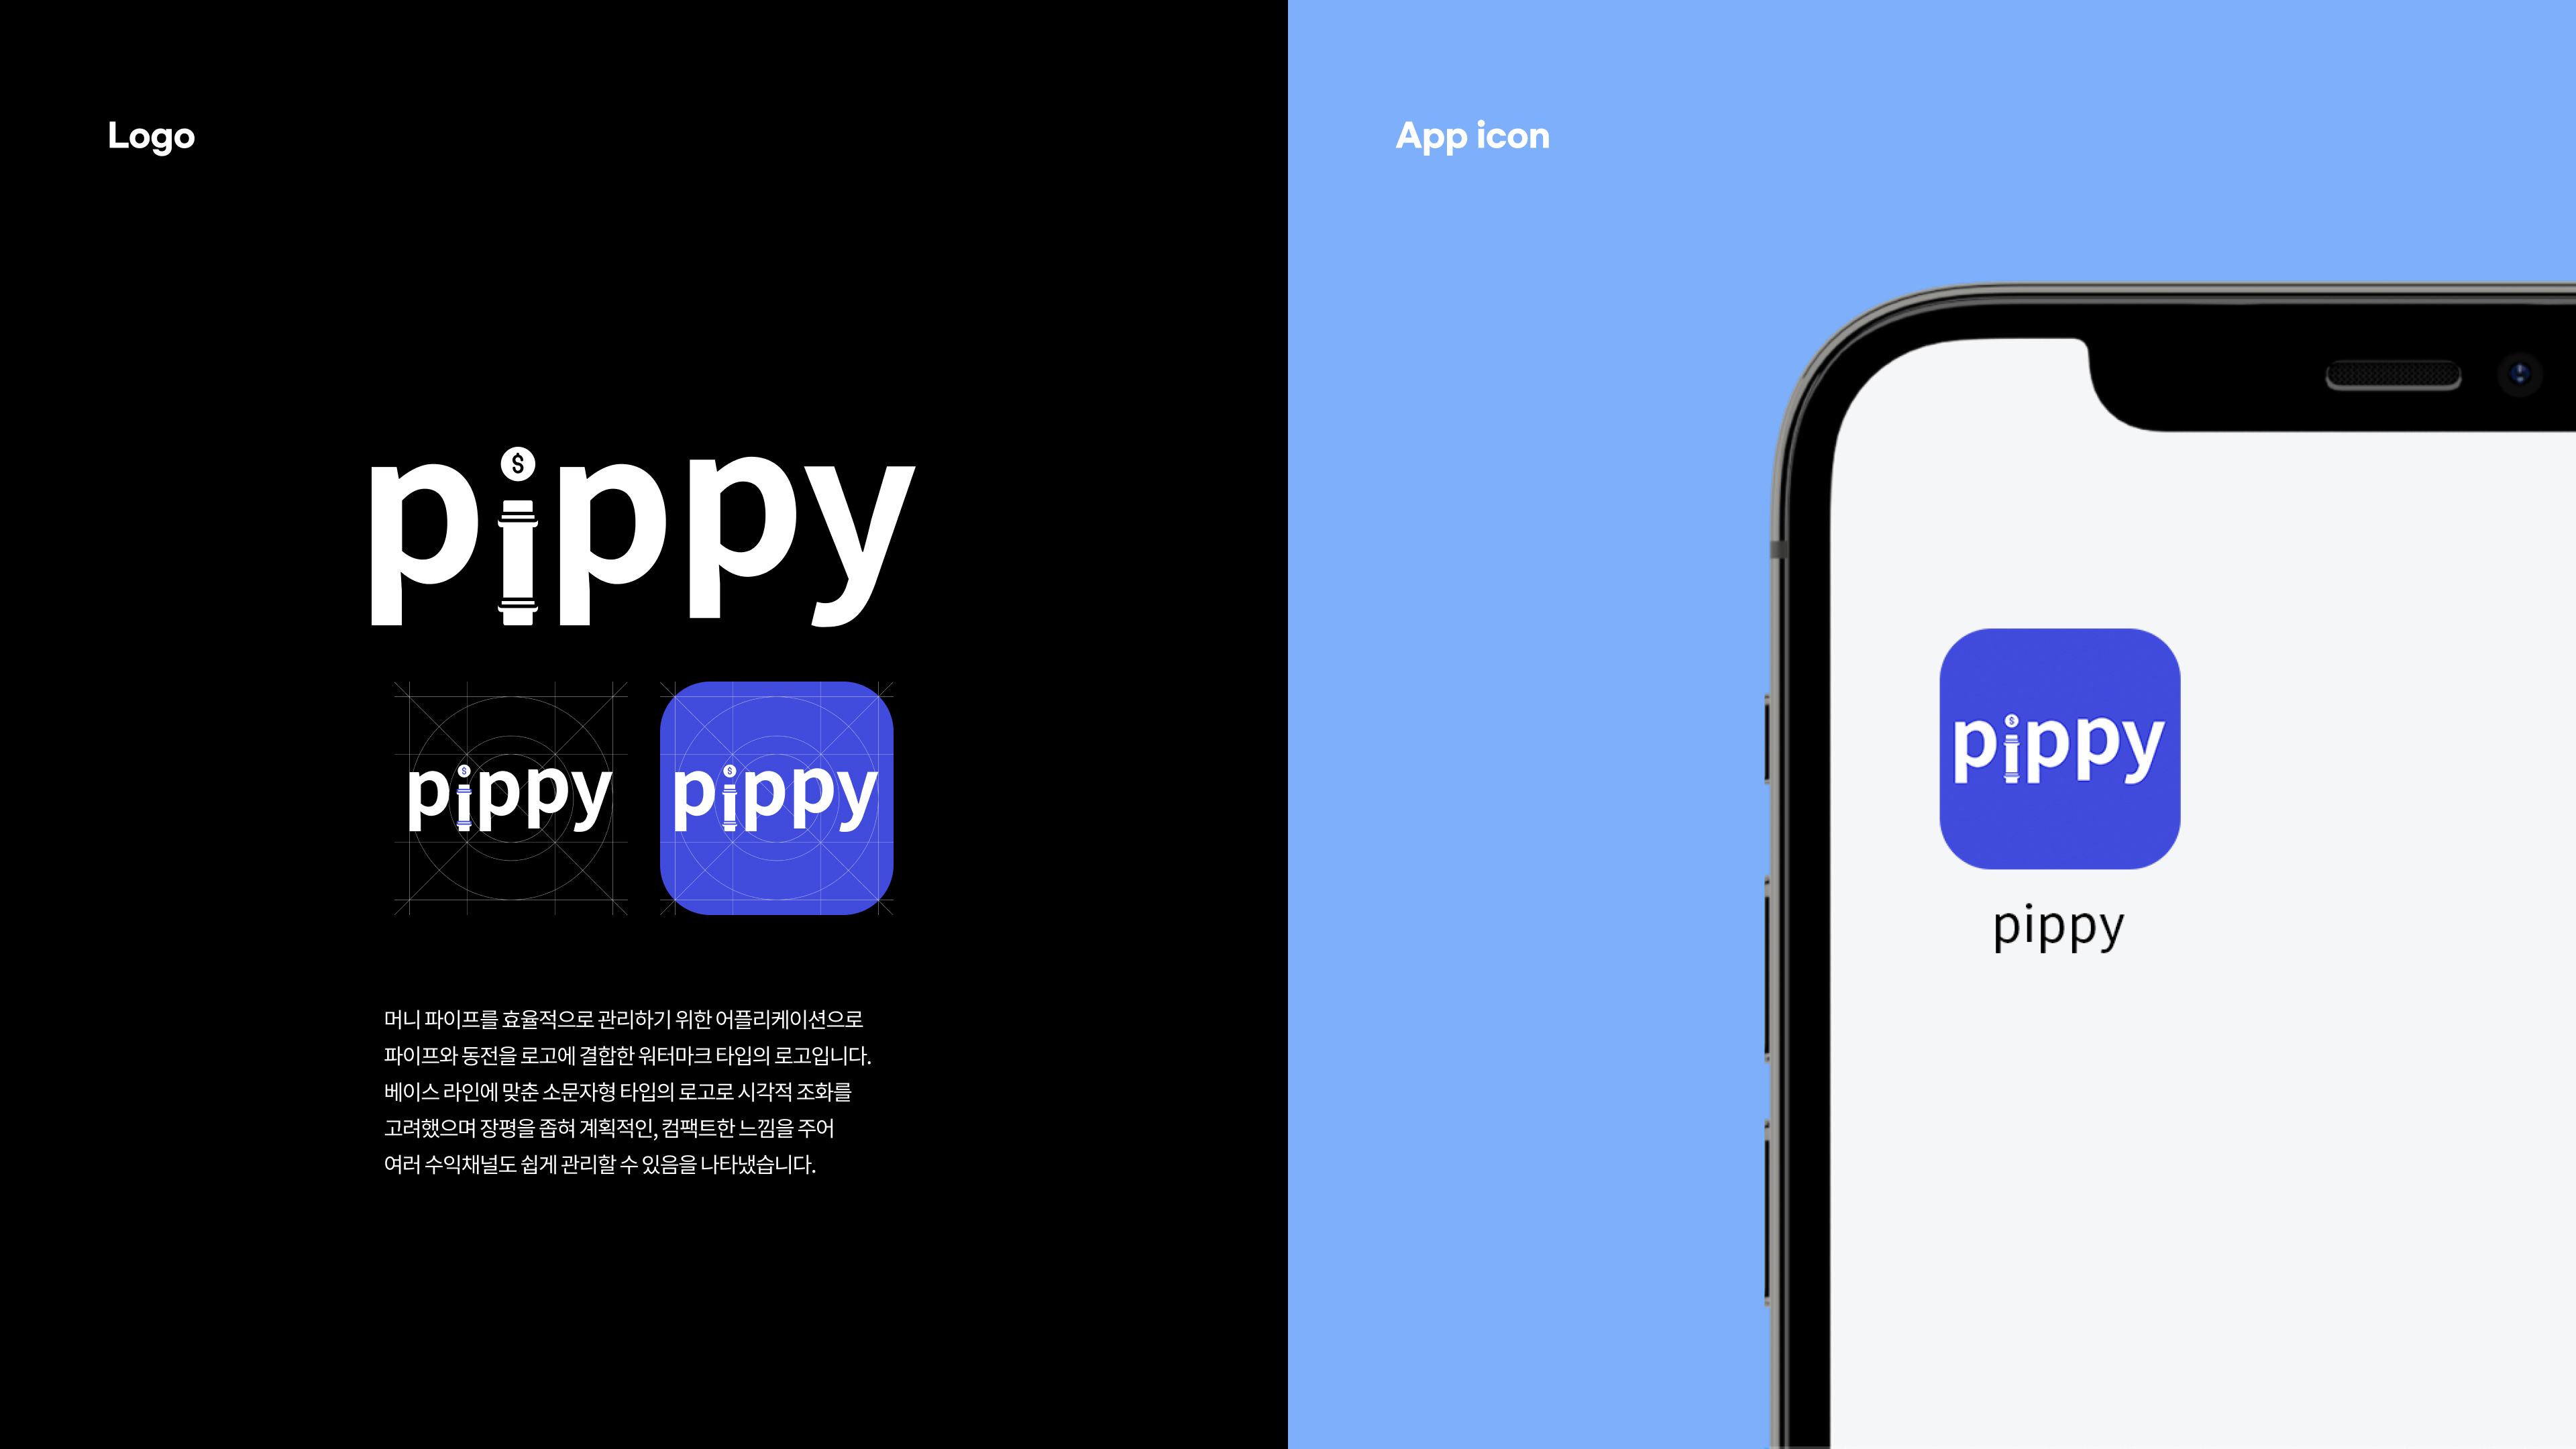 Logo
pippy
pippy
pippy
머니 파이프를 효율적으로 관리하기 위한 어플리케이션으로
파이프와 동전을 로고에 결합한 워터마크 타입의 로고입니다.
베이스 라인에 맞춘 소문자형 타입의 로고로 시각적 조화를
고려했으며 장평을 좁혀 계획적인, 컴팩트한 느낌을 주어
여러 수익채널도 쉽게 관리할 수 있음을 나타냈습니다.
App icon
pippy
pippy